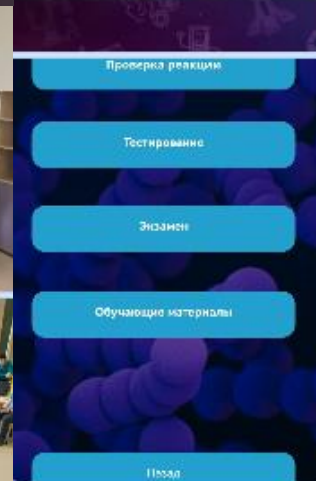 Проверка реакции
Тестирование
Экзамен
Обучающие материалы
Назад